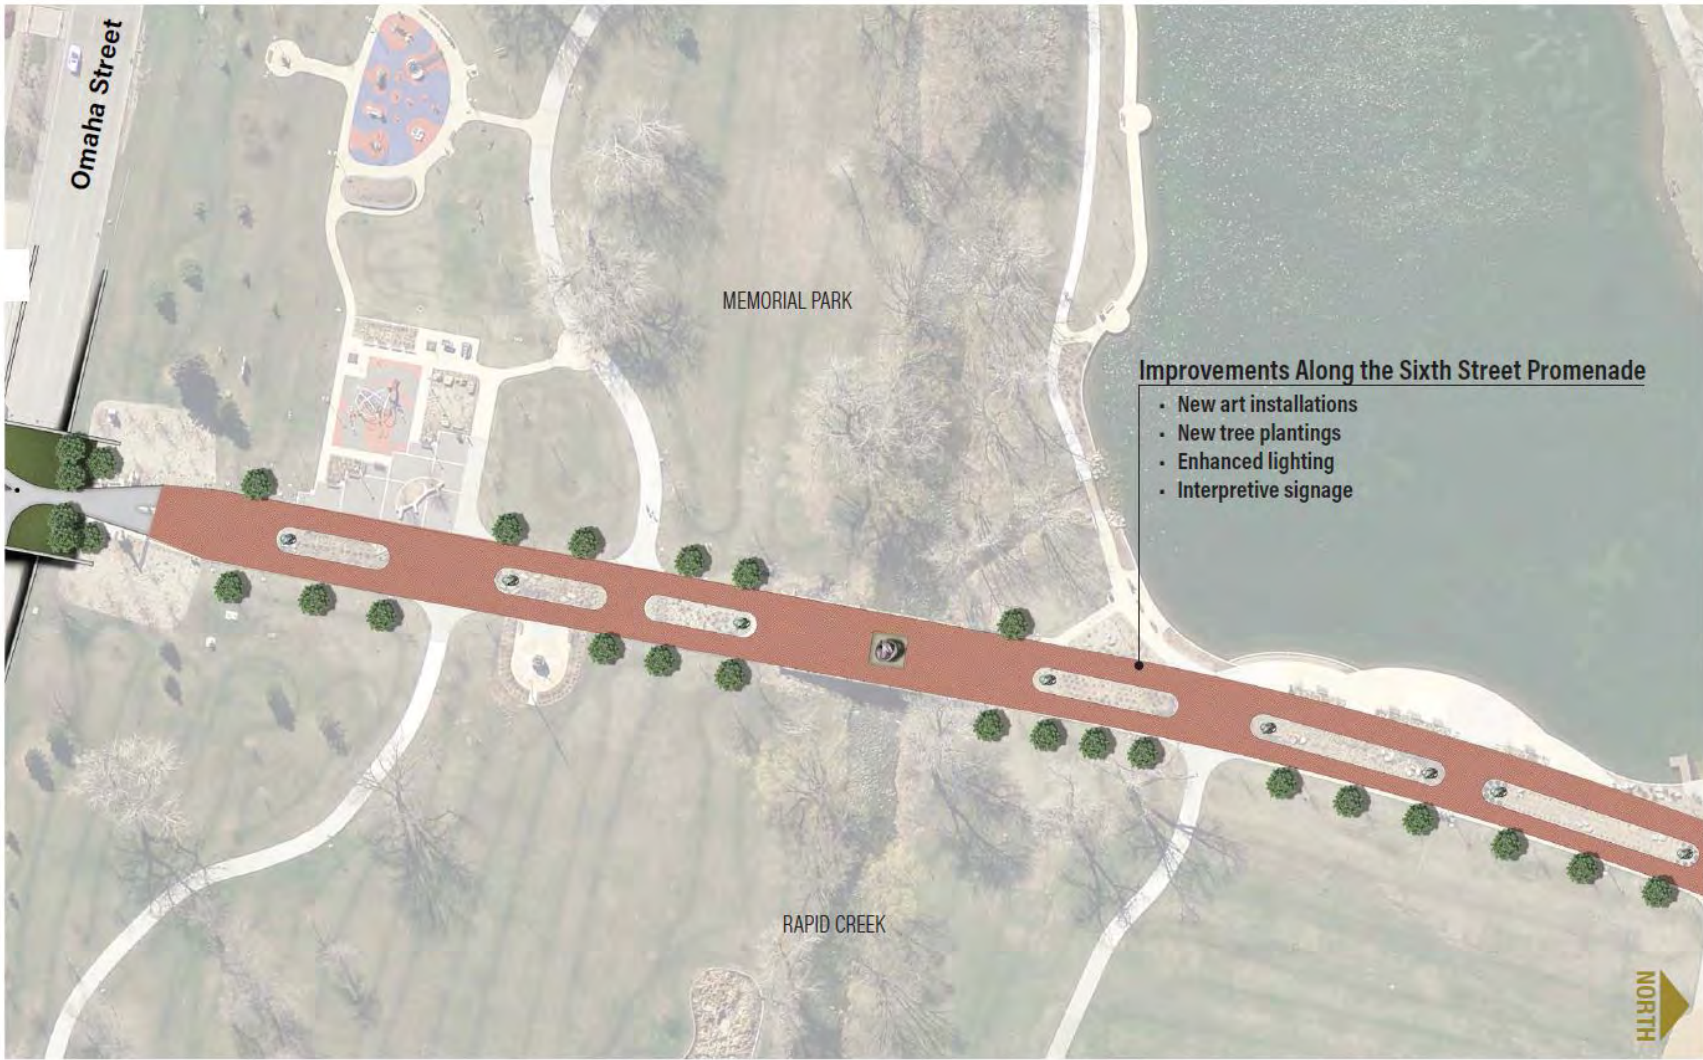 Omaha Street
MEMORIAL PARK
Improvements Along the Sixth Street Promenade
• New art installations
• New tree plantings
• Enhanced lighting
• Interpretive signage
RAPID CREEK
NORTH